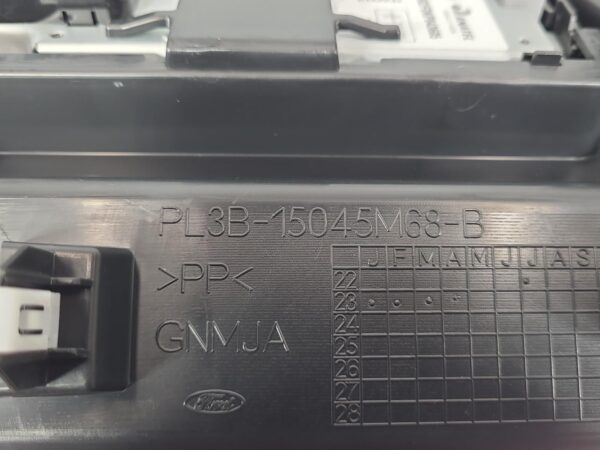 PL3B-15045M68-B
>PP<
GNMJA
Ford
J F M A M J J A S
22
23
24
25
26
27
28